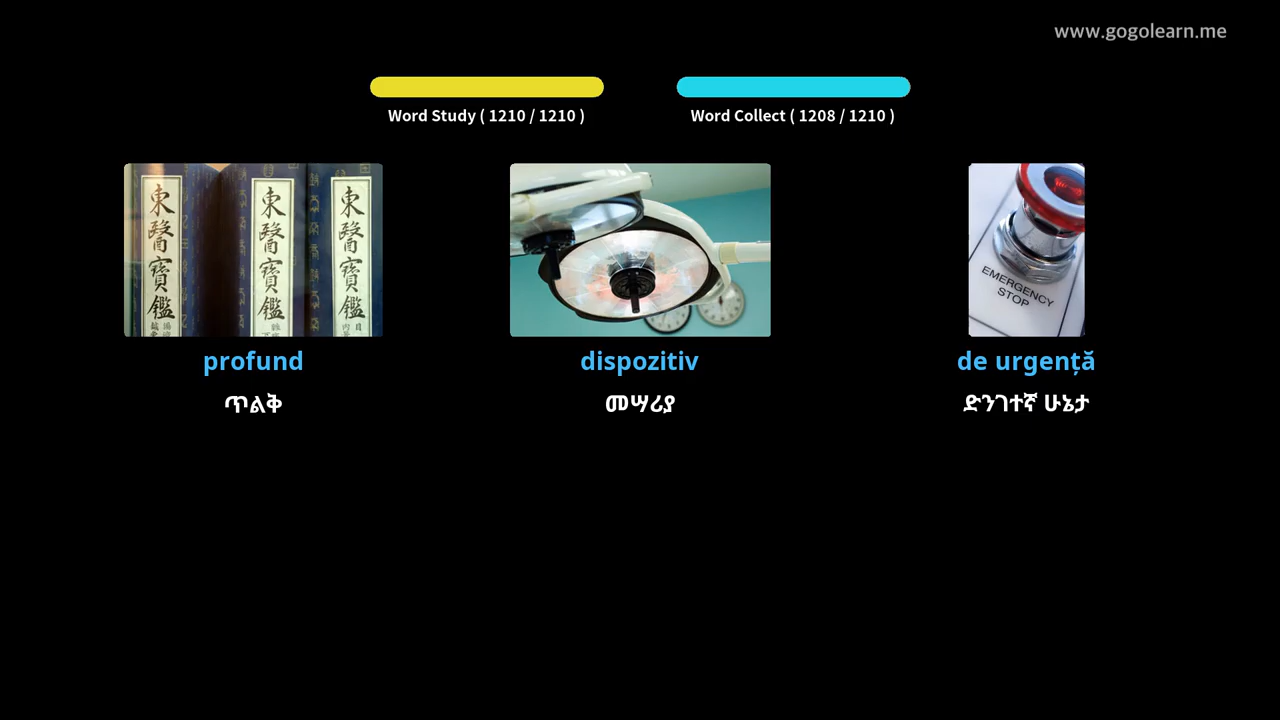 www.gogolearn.me
Word Study ( 1210 / 1210 )
Word Collect ( 1208 / 1210 )
東醫寶鑑
東醫寶鑑
東醫寶鑑
EMERGENCY
STOP
profund
dispozitiv
de urgență
ጥልቅ
መሣሪያ
ድንገተኛ ሁኔታ